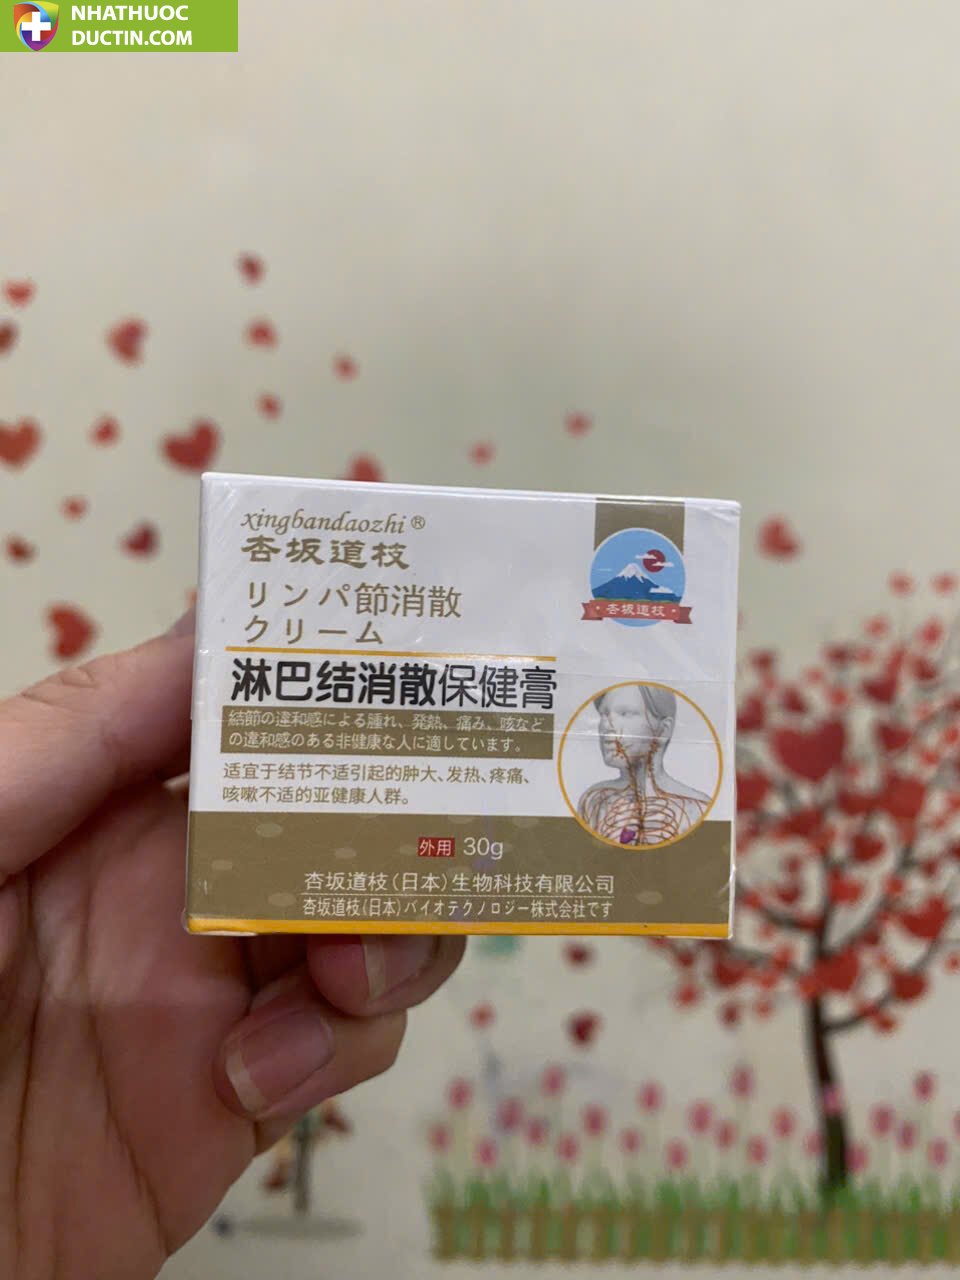 NHATHUOC
DUCTIN.COM
xingbandaozhi®
杏坂道枝
リンパ節消散
クリーム
淋巴结消散保健膏
結節の違和感による腫れ、発熱、痛み、咳など
の違和感のある非健康な人に適しています。
适宜于结节不适引起的肿大、发热、疼痛、
咳嗽不适的亚健康人群。
杏坂道枝
外用 30g
杏坂道枝(日本)生物科技有限公司
杏坂道枝(日本)バイオテクノロジー株式会社です